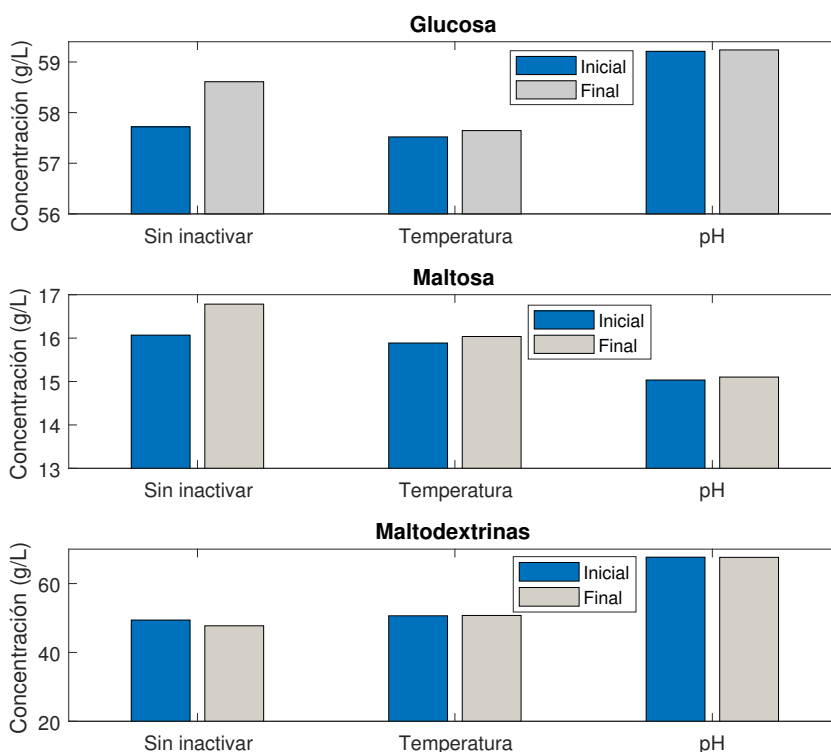 Glucosa
Concentración (g/L)
59
58
57
56
Inicial
Final
Sin inactivar
Temperatura
pH
Maltosa
Concentración (g/L)
17
16
15
14
13
Inicial
Final
Sin inactivar
Temperatura
pH
Maltodextrinas
Concentración (g/L)
60
40
20
Inicial
Final
Sin inactivar
Temperatura
pH